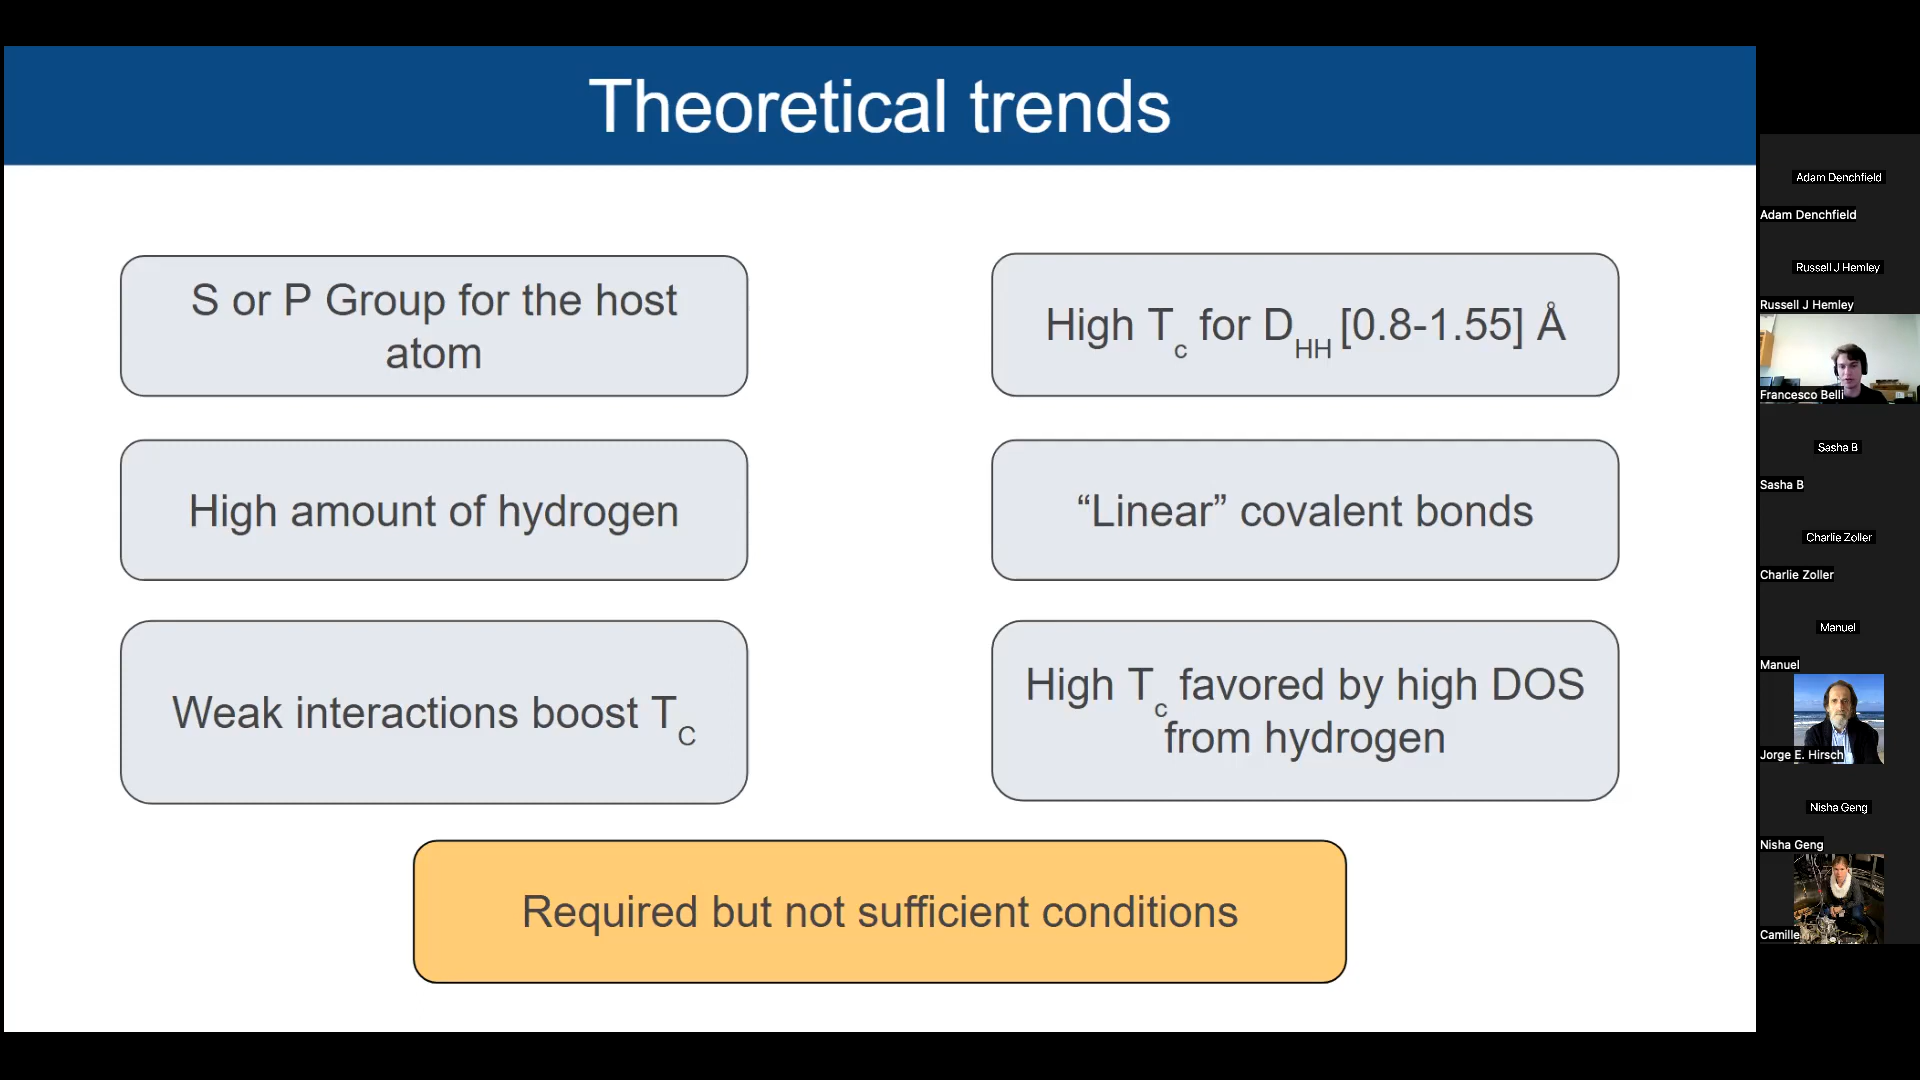 Theoretical trends
S or P Group for the host
atom
High T_c for D_HH [0.8-1.55] Å
High amount of hydrogen
“Linear” covalent bonds
Weak interactions boost T_C
High T_c favored by high DOS
from hydrogen
Required but not sufficient conditions
Adam Denchfield
Adam Denchfield
Russell J Hemley
Russell J Hemley
Francesco Belli
Sasha B
Sasha B
Charlie Zoller
Charlie Zoller
Manuel
Manuel
Jorge E. Hirsch
Nisha Geng
Nisha Geng
Camille